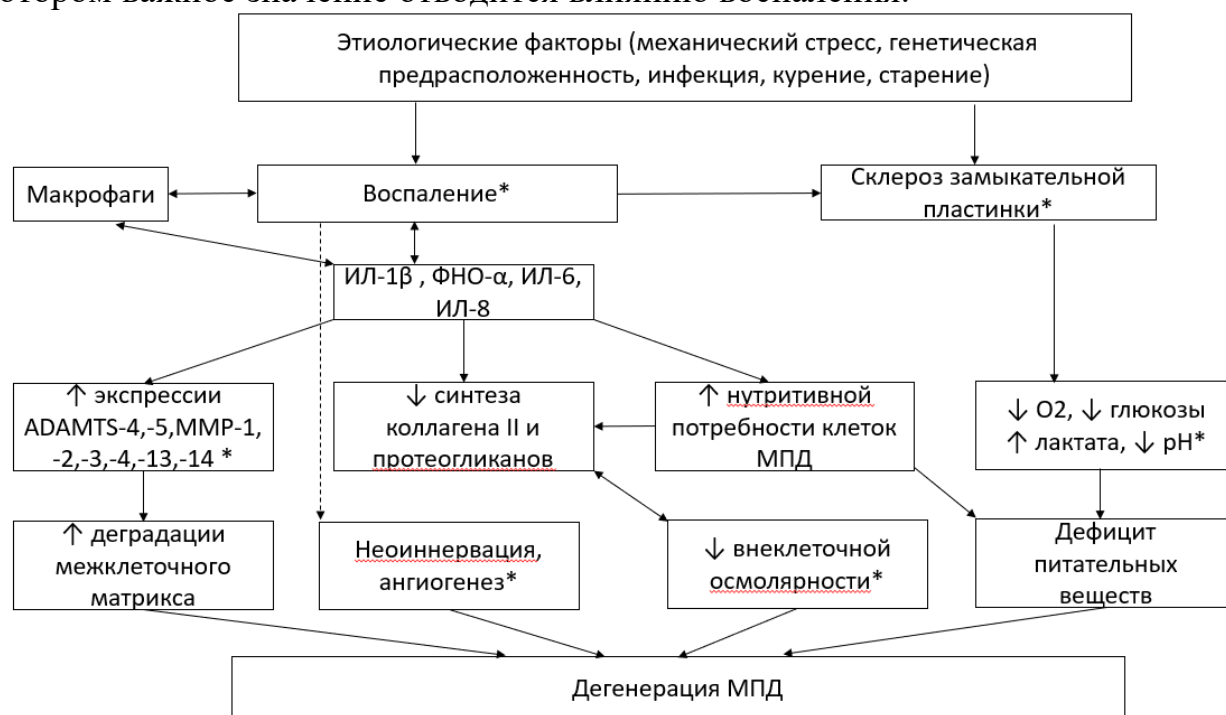 Этиологические факторы (механический стресс, генетическая
предрасположенность, инфекция, курение, старение)
Макрофаги
Воспаление*
Склероз замыкательной
пластинки*
ИЛ-1β , ФНО-α, ИЛ-6,
ИЛ-8
↑ экспрессии
ADAMTS-4,-5,MMP-1,
-2,-3,-4,-13,-14 *
↓ синтеза
коллагена II и
протеогликанов
↑ нутритивной
потребности клеток
МПД
↓ O2, ↓ глюкозы
↑ лактата, ↓ pH*
↑ деградации
межклеточного
матрикса
Неоиннервация,
ангиогенез*
↓ внеклеточной
осмолярности*
Дефицит
питательных
веществ
Дегенерация МПД